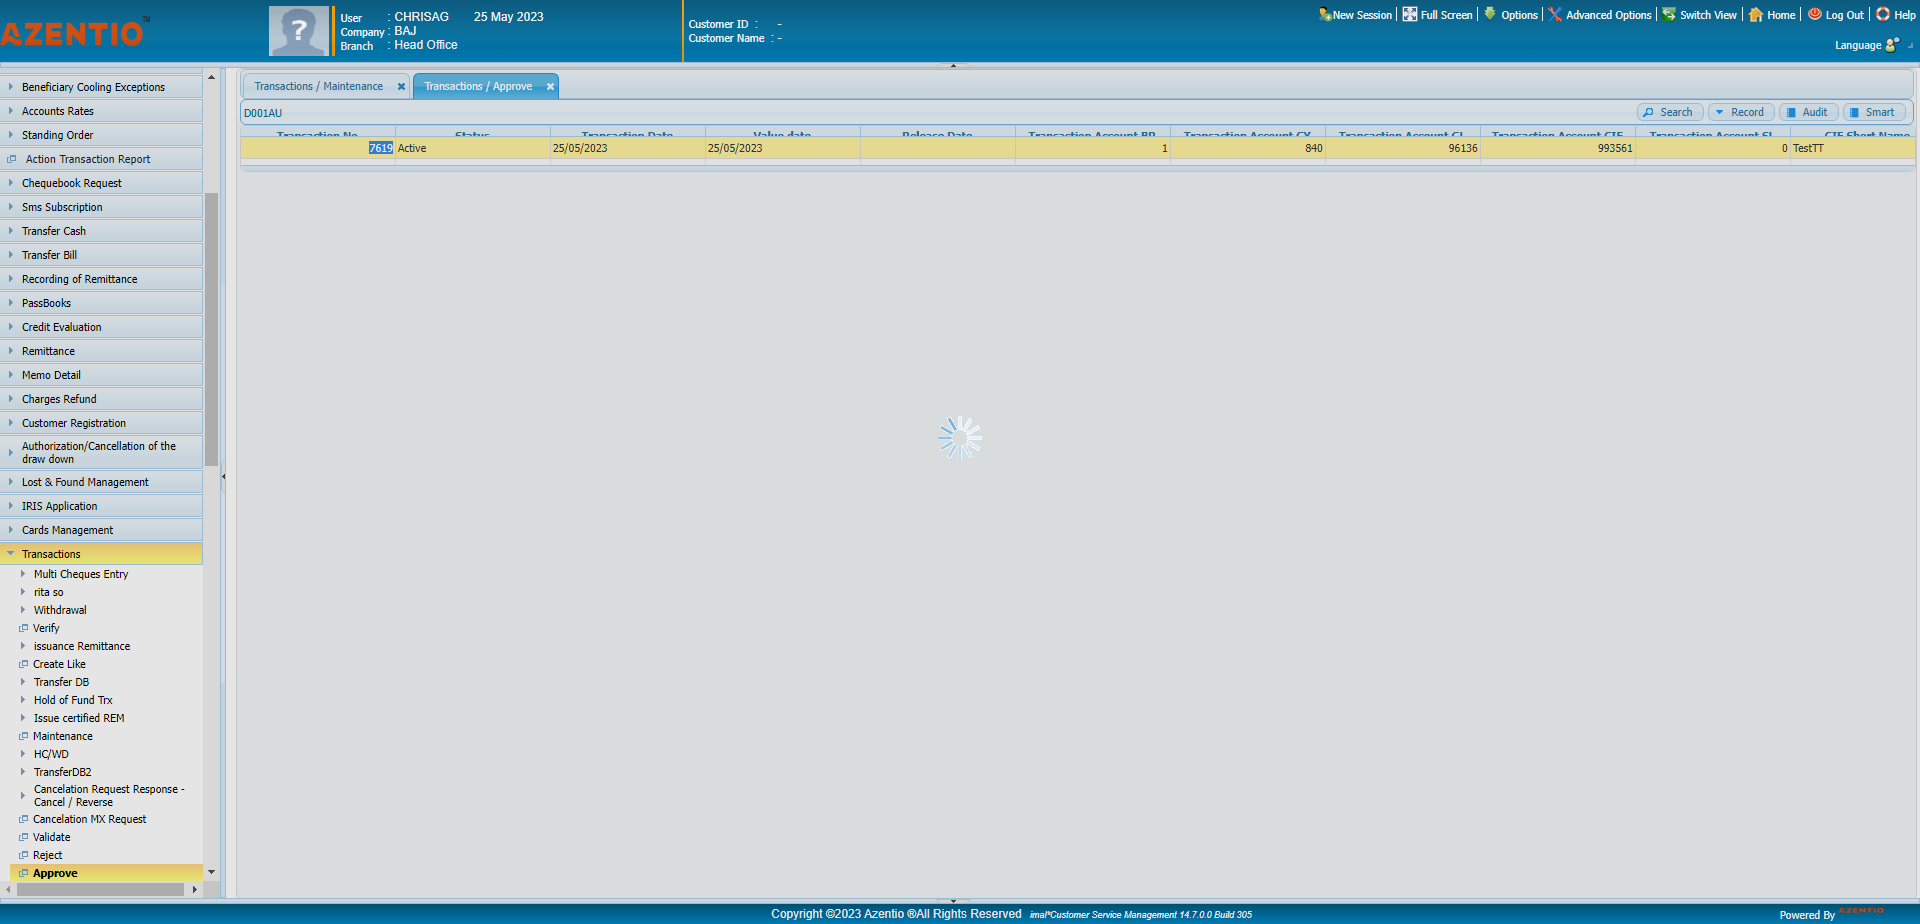 AZENTIO™
User : CHRISAG 25 May 2023
Company : BAJ
Branch : Head Office
Customer ID : -
Customer Name : -
New Session Full Screen Options Advanced Options Switch View Home Log Out Help
Language
Beneficiary Cooling Exceptions
Accounts Rates
Standing Order
Action Transaction Report
Chequebook Request
Sms Subscription
Transfer Cash
Transfer Bill
Recording of Remittance
PassBooks
Credit Evaluation
Remittance
Memo Detail
Charges Refund
Customer Registration
Authorization/Cancellation of the
draw down
Lost & Found Management
IRIS Application
Cards Management
Transactions
Multi Cheques Entry
rita so
Withdrawal
Verify
issuance Remittance
Create Like
Transfer DB
Hold of Fund Trx
Issue certified REM
Maintenance
HC/WD
TransferDB2
Cancelation Request Response -
Cancel / Reverse
Cancelation MX Request
Validate
Reject
Approve
Transactions / Maintenance Transactions / Approve
D001AU Search Record Audit Smart
Transaction No Status Transaction Date Value date Release Date Transaction Account BR Transaction Account CY Transaction Account GL Transaction Account CIF Transaction Account SL CIF Short Name
7619 Active 25/05/2023 25/05/2023 1 840 96136 993561 0 TestTT
Copyright ©2023 Azentio ®All Rights Reserved imal*Customer Service Management 14.7.0.0 Build 305
Powered By AZENTIO